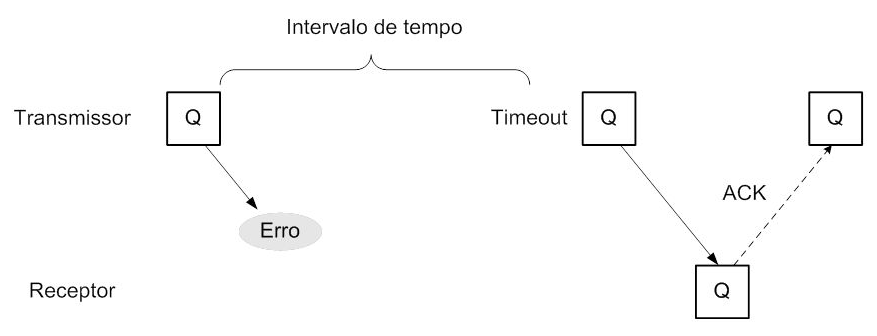 Intervalo de tempo
Transmissor Q Timeout Q Q
ACK
Erro
Receptor Q